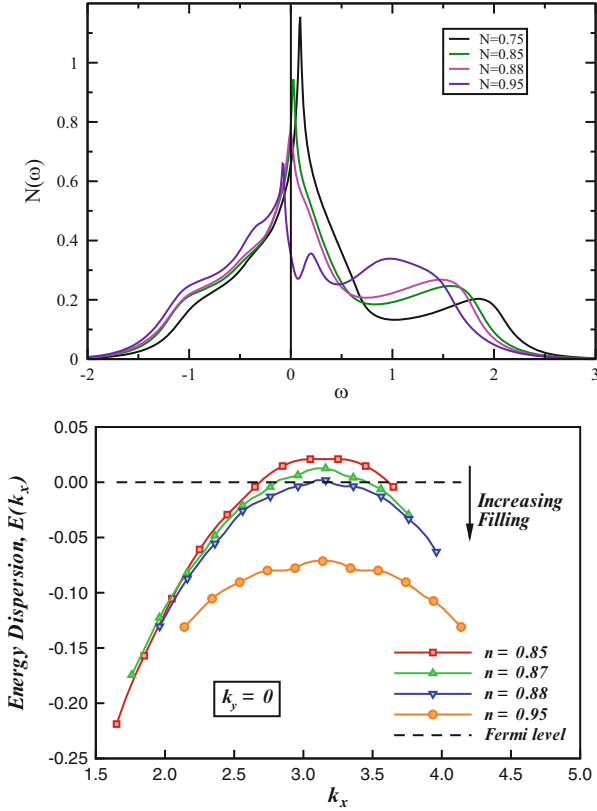 N=0.75
N=0.85
N=0.88
N=0.95
1
0.8
0.6
0.4
0.2
0
N(ω)
-2
-1
0
1
2
3
ω
0.05
0.00
-0.05
-0.10
-0.15
-0.20
-0.25
Energy Dispersion, E(kx)
Increasing
Filling
ky = 0
n = 0.85
n = 0.87
n = 0.88
n = 0.95
Fermi level
1.5
2.0
2.5
3.0
3.5
4.0
4.5
5.0
kx